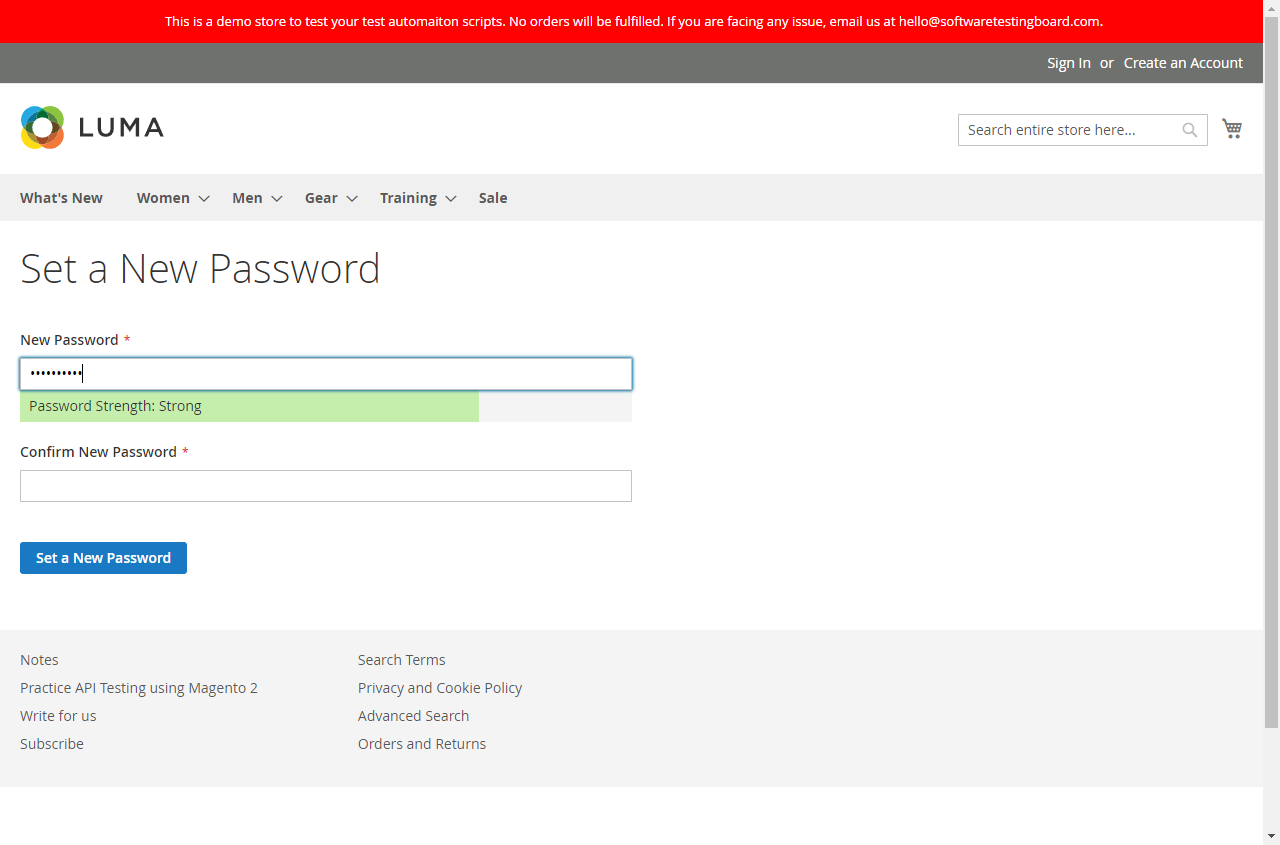 This is a demo store to test your test automaiton scripts. No orders will be fulfilled. If you are facing any issue, email us at hello@softwaretestingboard.com.
Sign In or Create an Account
LUMA
Search entire store here...
What's New Women Men Gear Training Sale
Set a New Password
New Password *
••••••••••
Password Strength: Strong
Confirm New Password *
Set a New Password
Notes
Practice API Testing using Magento 2
Write for us
Subscribe
Search Terms
Privacy and Cookie Policy
Advanced Search
Orders and Returns